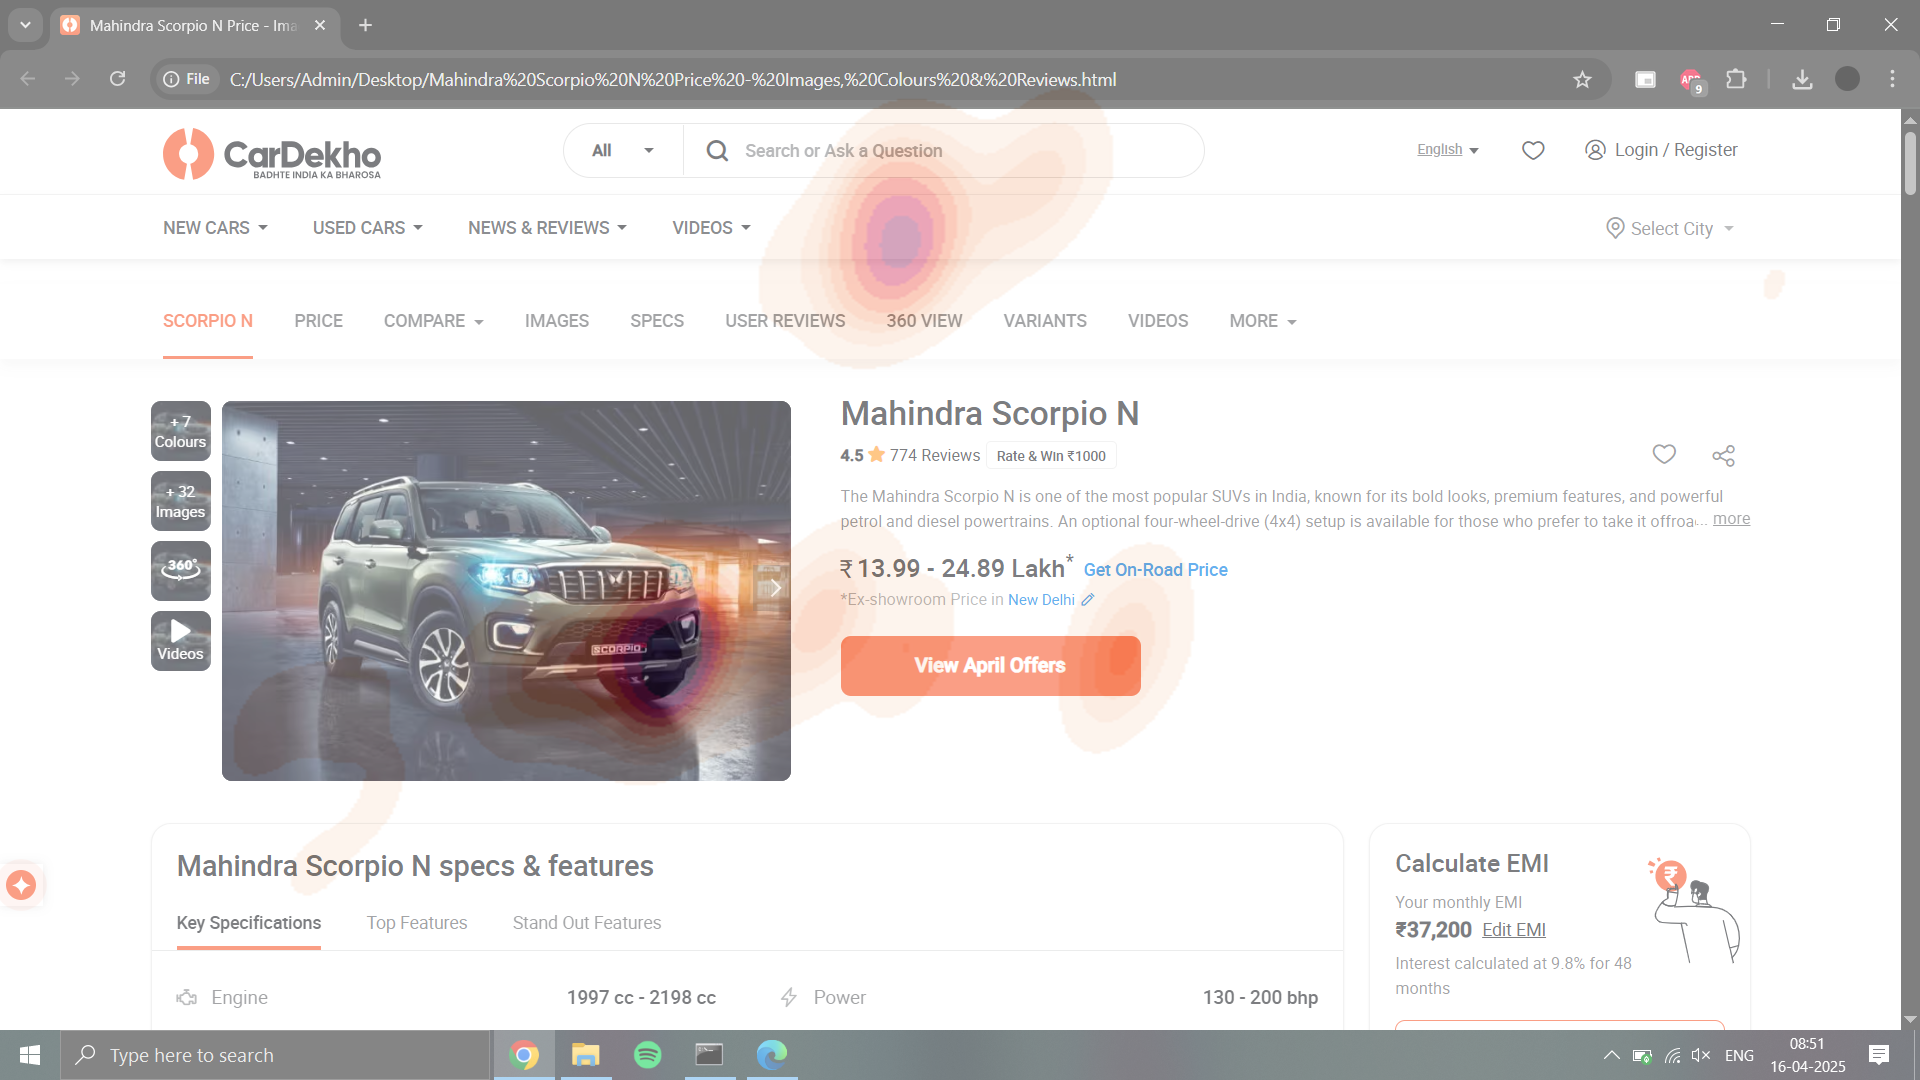 Mahindra Scorpio N Price - Ima
File C:/Users/Admin/Desktop/Mahindra%20Scorpio%20N%20Price%20-%20Images,%20Colours%20&%20Reviews.html
ABP
9
CarDekho
BADHTE INDIA KA BHAROSA
All
Search or Ask a Question
English
Login / Register
NEW CARS
USED CARS
NEWS & REVIEWS
VIDEOS
Select City
SCORPIO N
PRICE
COMPARE
IMAGES
SPECS
USER REVIEWS
360 VIEW
VARIANTS
VIDEOS
MORE
+ 7
Colours
+ 32
Images
360°
Videos
SCORPIO
Mahindra Scorpio N
4.5 774 Reviews Rate & Win ₹1000
The Mahindra Scorpio N is one of the most popular SUVs in India, known for its bold looks, premium features, and powerful
petrol and diesel powertrains. An optional four-wheel-drive (4x4) setup is available for those who prefer to take it offroa... more
₹ 13.99 - 24.89 Lakh* Get On-Road Price
*Ex-showroom Price in New Delhi
View April Offers
Mahindra Scorpio N specs & features
Key Specifications
Top Features
Stand Out Features
Engine
1997 cc - 2198 cc
Power
130 - 200 bhp
Calculate EMI
Your monthly EMI
₹37,200 Edit EMI
Interest calculated at 9.8% for 48
months
₹
Type here to search
ENG
08:51
16-04-2025